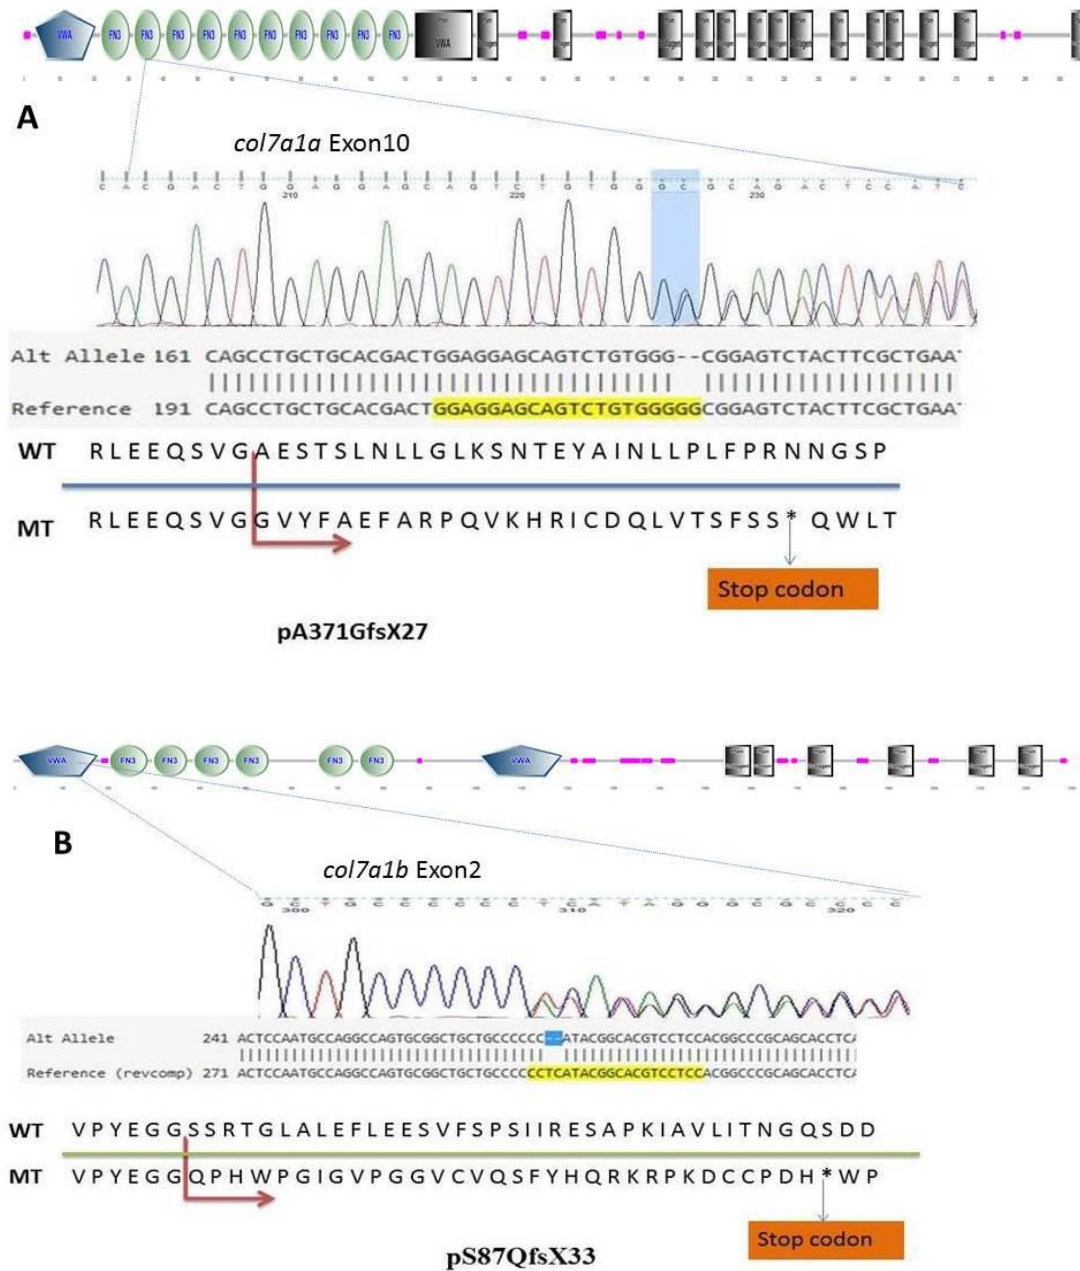 VWA FN3 FN3 FN3 FN3 FN3 FN3 FN3 FN3 FN3 FN3 VWA
A
col7a1a Exon10
C A C G A C T G G A G G A G C A G T C T G T G G G C G C A G A C T C C A T C
210 220 230
Alt Allele 161 CAGCCTGCTGCACGACTGGAGGAGCAGTCTGTGGG--CGGAGTCTACTTCGCTGAA
Reference 191 CAGCCTGCTGCACGACTGGAGGAGCAGTCTGTGGGGGCGGAGTCTACTTCGCTGAA
WT RLEEQSVGAESTSLNLLGLKSNTEYAINLLPLFPRNNGSP
MT RLEEQSVGGVYFAEFARPQVKHRICDQLVTSFSS* QWLT
Stop codon
pA371GfsX27
VWA FN3 FN3 FN3 FN3 FN3 FN3 VWA
B
col7a1b Exon2
300 310 320
Alt Allele 241 ACTCCAATGCCAGGCCAGTGCGGCTGCTGCCCCCC--ATACGGCACGTCCTCCACGGCCCGCAGCACCTCA
Reference (revcomp) 271 ACTCCAATGCCAGGCCAGTGCGGCTGCTGCCCCCCTCATACGGCACGTCCTCCACGGCCCGCAGCACCTCA
WT VPYEGGSSRTGLALEFLEESVFSPSIIRESAPKIAVLITNGQSDD
MT VPYEGGQPHWPGIGVPGGVCVQSFYHQRKRPKDCCPDH*WP
Stop codon
pS87QfsX33